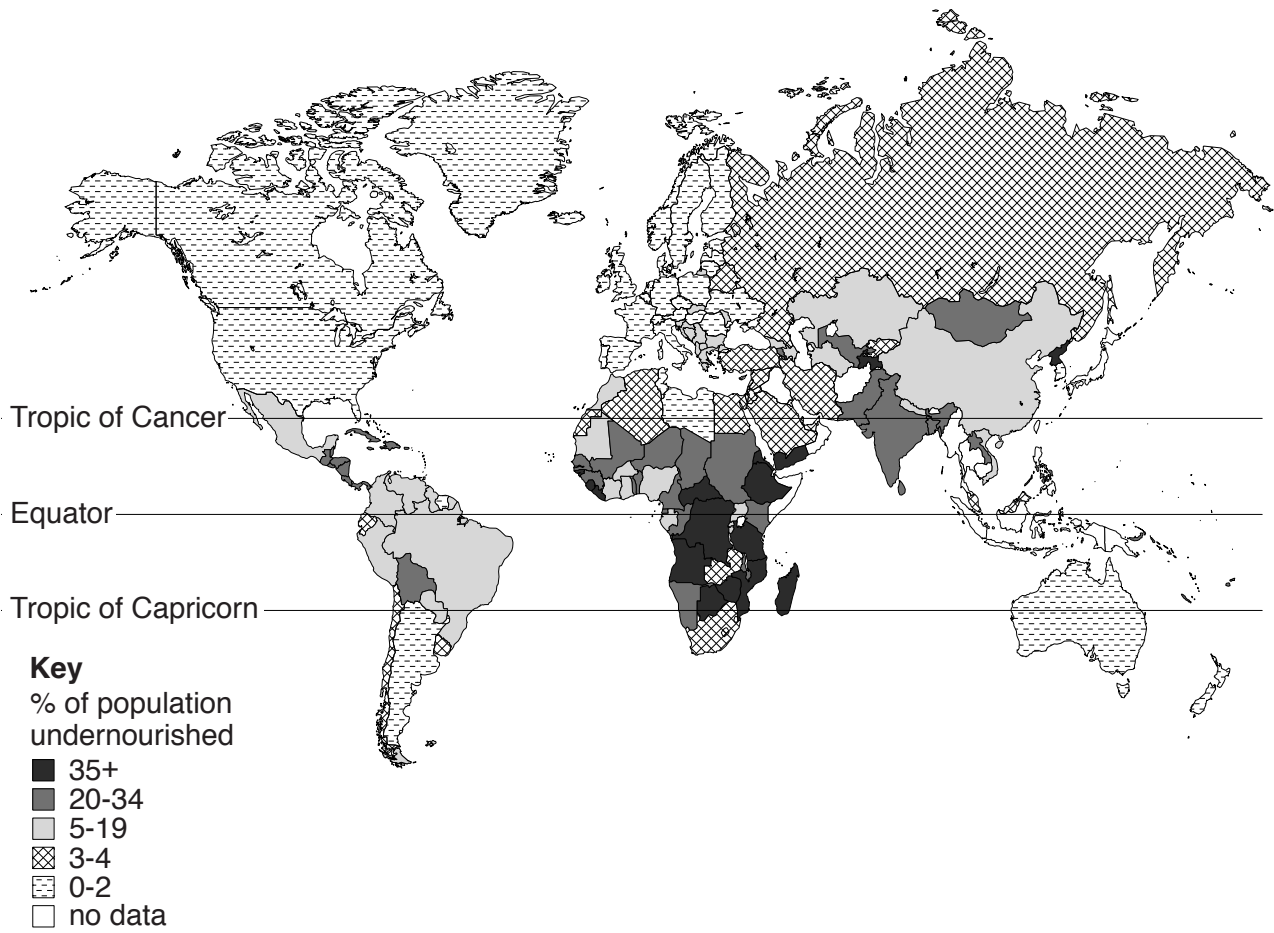 Tropic of Cancer
Equator
Tropic of Capricorn
Key
% of population
undernourished
35+
20-34
5-19
3-4
0-2
no data